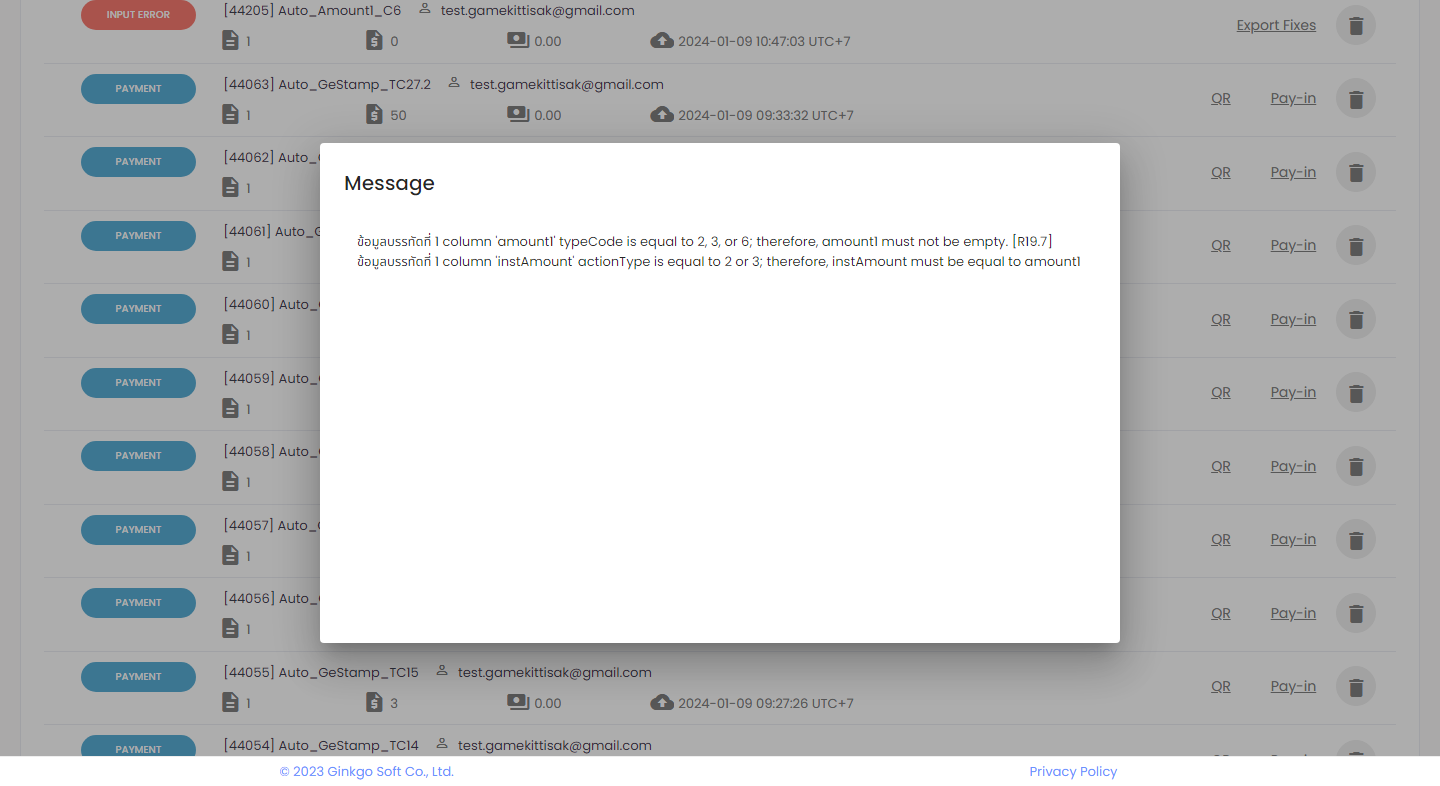 INPUT ERROR
[44205] Auto_Amount1_C6 test.gamekittisak@gmail.com
1 0 0.00 2024-01-09 10:47:03 UTC+7
Export Fixes
PAYMENT
[44063] Auto_GeStamp_TC27.2 test.gamekittisak@gmail.com
1 50 0.00 2024-01-09 09:33:32 UTC+7
QR Pay-in
PAYMENT
[44062] Auto_
1
QR Pay-in
Message
ข้อมูลบรรทัดที่ 1 column 'amount1' typeCode is equal to 2, 3, or 6; therefore, amount1 must not be empty. [R19.7]
ข้อมูลบรรทัดที่ 1 column 'instAmount' actionType is equal to 2 or 3; therefore, instAmount must be equal to amount1
PAYMENT
[44061] Auto_G
1
QR Pay-in
PAYMENT
[44060] Auto_
1
QR Pay-in
PAYMENT
[44059] Auto_
1
QR Pay-in
PAYMENT
[44058] Auto_
1
QR Pay-in
PAYMENT
[44057] Auto_
1
QR Pay-in
PAYMENT
[44056] Auto_
1
QR Pay-in
PAYMENT
[44055] Auto_GeStamp_TC15 test.gamekittisak@gmail.com
1 3 0.00 2024-01-09 09:27:26 UTC+7
QR Pay-in
PAYMENT
[44054] Auto_GeStamp_TC14 test.gamekittisak@gmail.com
© 2023 Ginkgo Soft Co., Ltd.
Privacy Policy